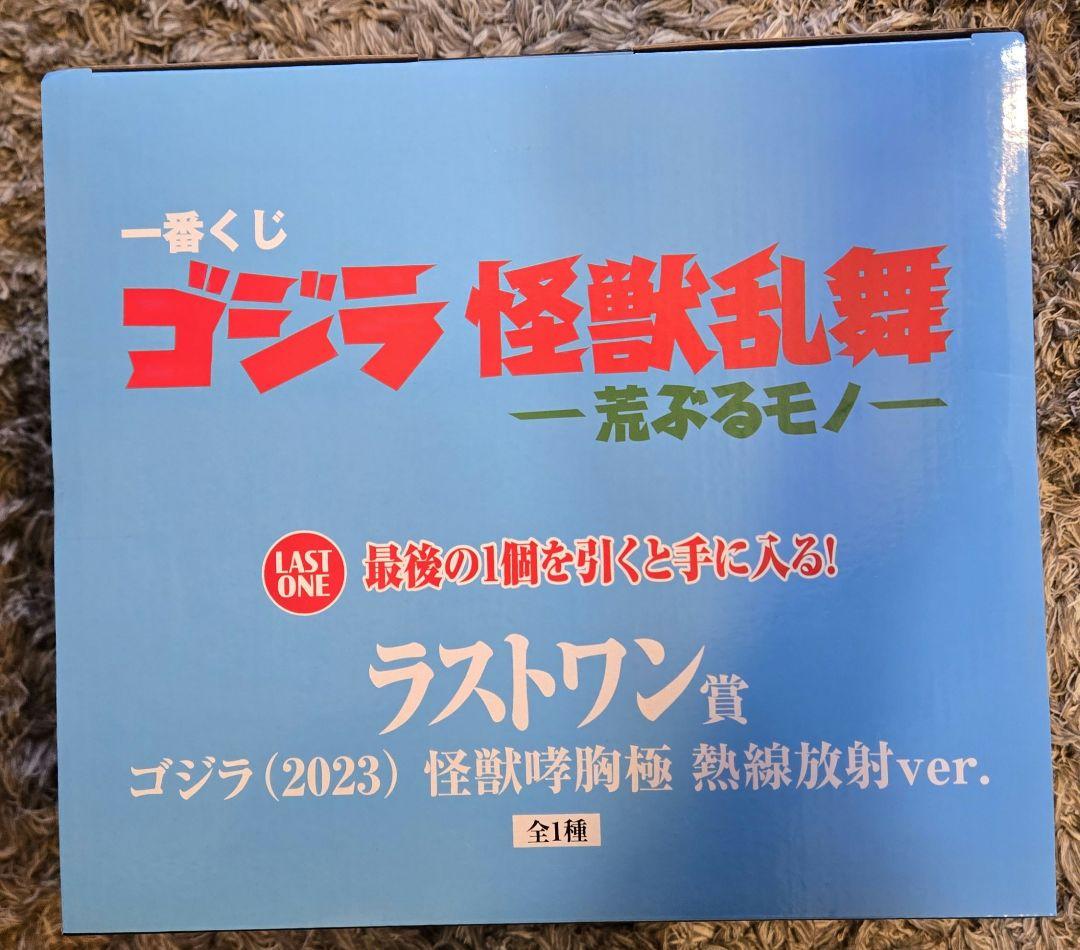 一番くじ
ゴジラ 怪獣乱舞
ー荒ぶるモノー
LAST ONE 最後の1個を引くと手に入る!
ラストワン賞
ゴジラ(2023) 怪獣哮胸極 熱線放射ver.
全1種